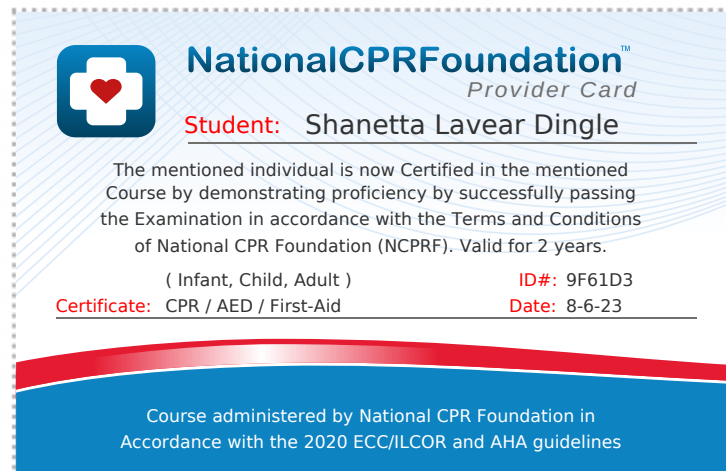 NationalCPRFoundation™
Provider Card
Student: Shanetta Lavear Dingle
The mentioned individual is now Certified in the mentioned
Course by demonstrating proficiency by successfully passing
the Examination in accordance with the Terms and Conditions
of National CPR Foundation (NCPRF). Valid for 2 years.
( Infant, Child, Adult ) ID#: 9F61D3
Certificate: CPR / AED / First-Aid Date: 8-6-23
Course administered by National CPR Foundation in
Accordance with the 2020 ECC/ILCOR and AHA guidelines